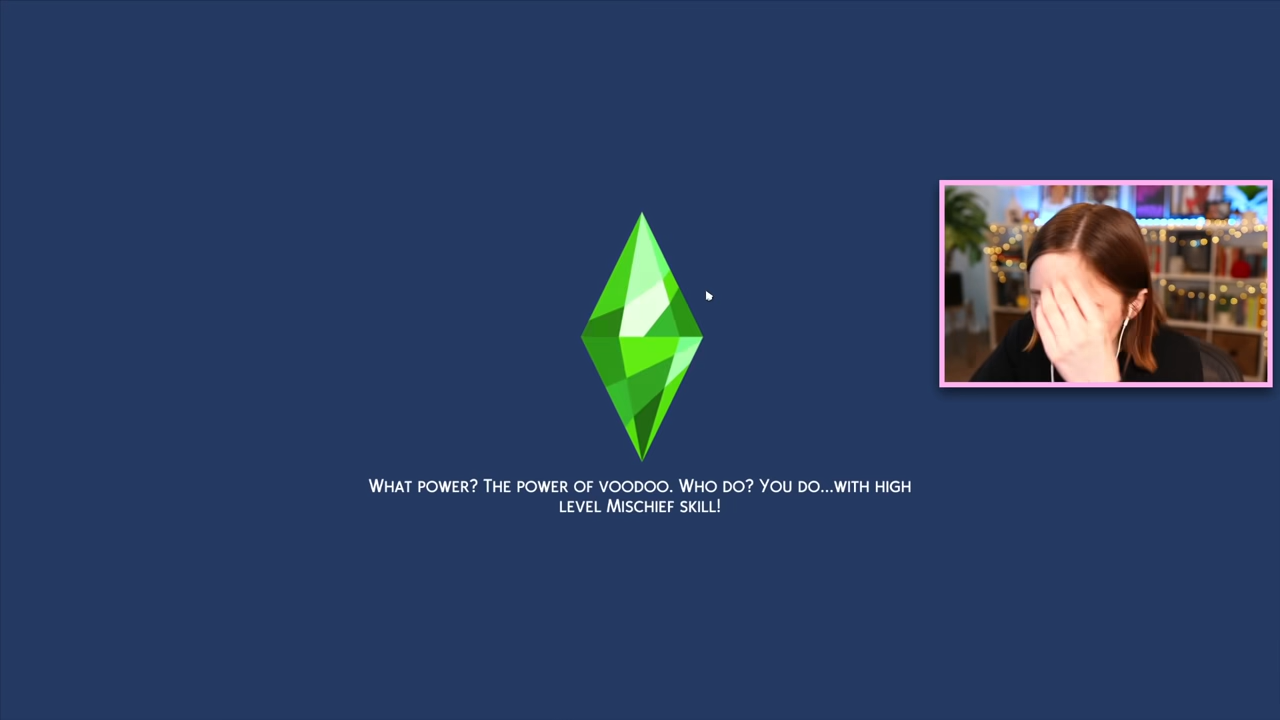 What power? The power of voodoo. Who do? You do...with high
level Mischief skill!